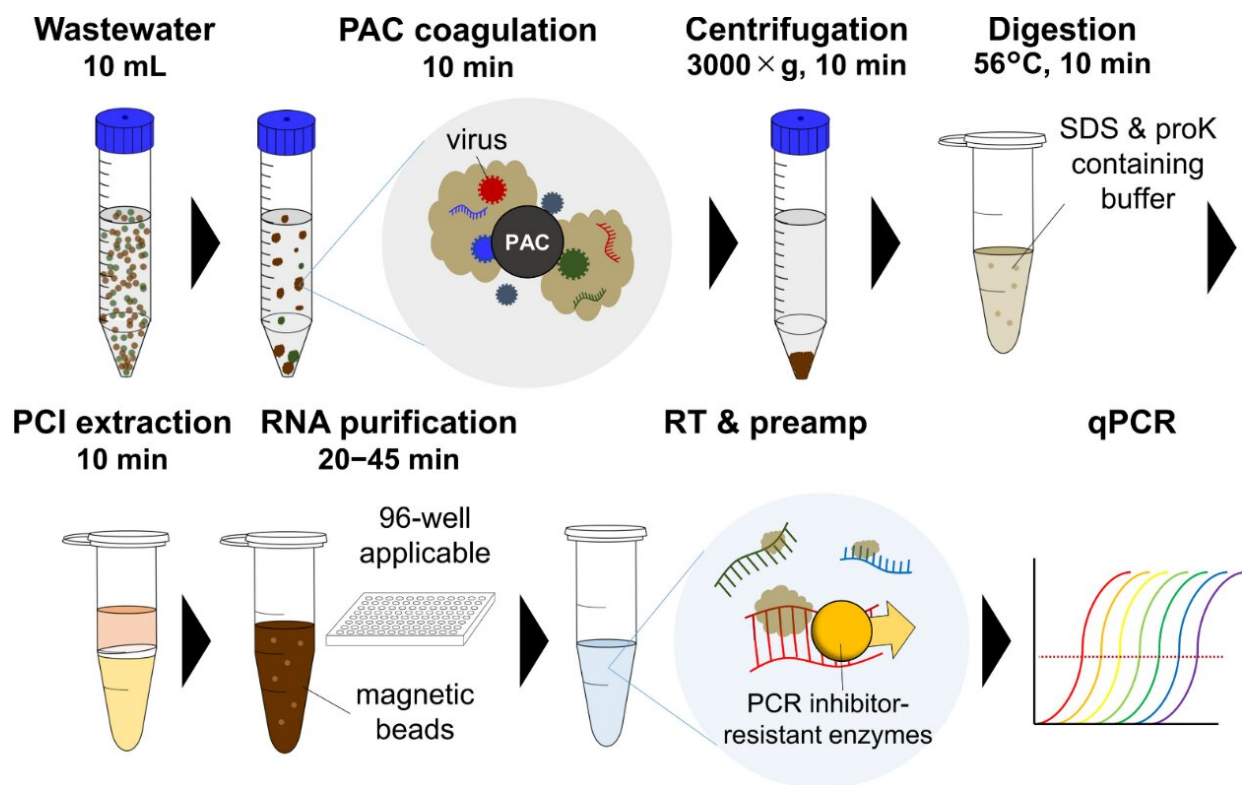 Wastewater
10 mL
PAC coagulation
10 min
Centrifugation
3000 × g, 10 min
Digestion
56°C, 10 min
virus
PAC
SDS & proK
containing
buffer
PCI extraction
10 min
RNA purification
20−45 min
96-well
applicable
magnetic
beads
RT & preamp
PCR inhibitor-
resistant enzymes
qPCR